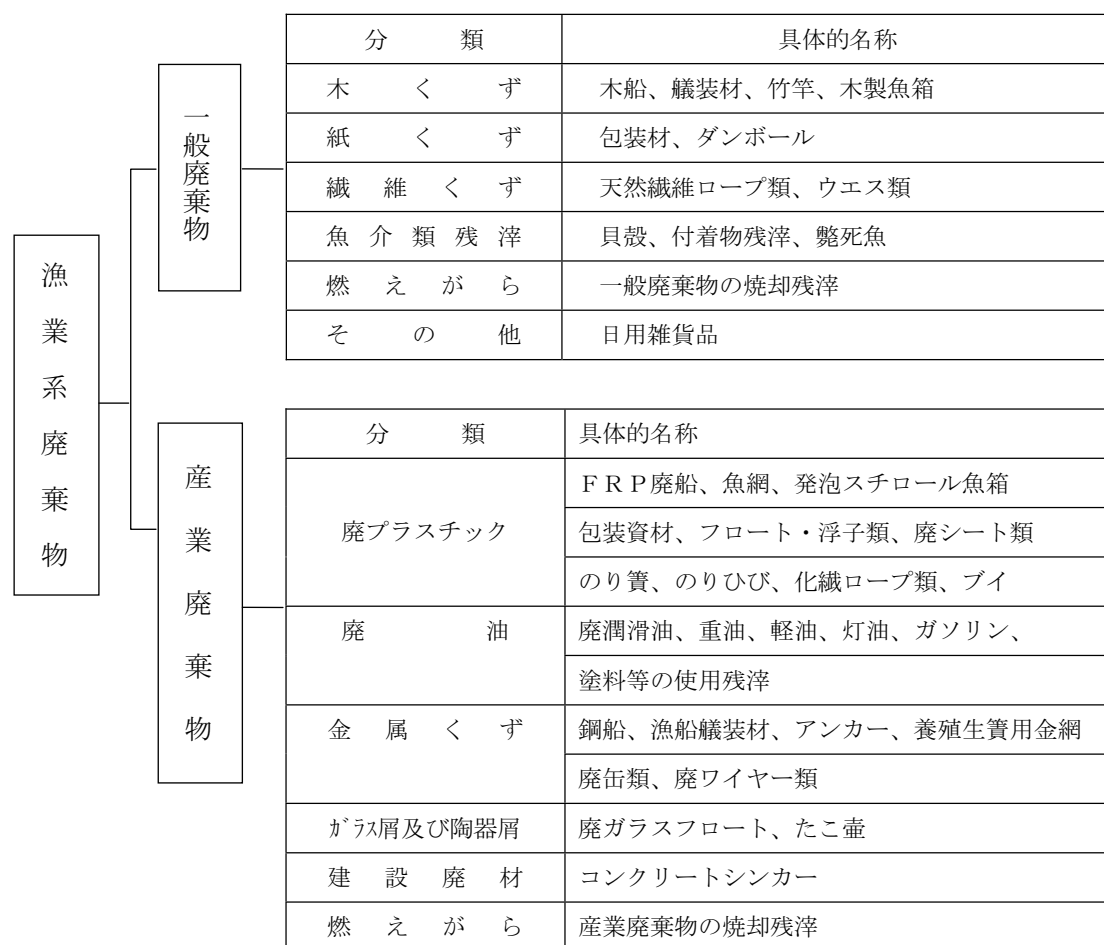 漁業系廃棄物
一般廃棄物
分類 具体的名称
木くず 木船、艤装材、竹竿、木製魚箱
紙くず 包装材、ダンボール
繊維くず 天然繊維ロープ類、ウエス類
魚介類残滓 貝殻、付着物残滓、斃死魚
燃えがら 一般廃棄物の焼却残滓
その他 日用雑貨品
産業廃棄物
分類 具体的名称
廃プラスチック
ＦＲＰ廃船、魚網、発泡スチロール魚箱
包装資材、フロート・浮子類、廃シート類
のり簀、のりひび、化繊ロープ類、ブイ
廃油 廃潤滑油、重油、軽油、灯油、ガソリン、
塗料等の使用残滓
金属くず 鋼船、漁船艤装材、アンカー、養殖生簀用金網
廃缶類、廃ワイヤー類
ｶﾞﾗｽ屑及び陶器屑 廃ガラスフロート、たこ壷
建設廃材 コンクリートシンカー
燃えがら 産業廃棄物の焼却残滓